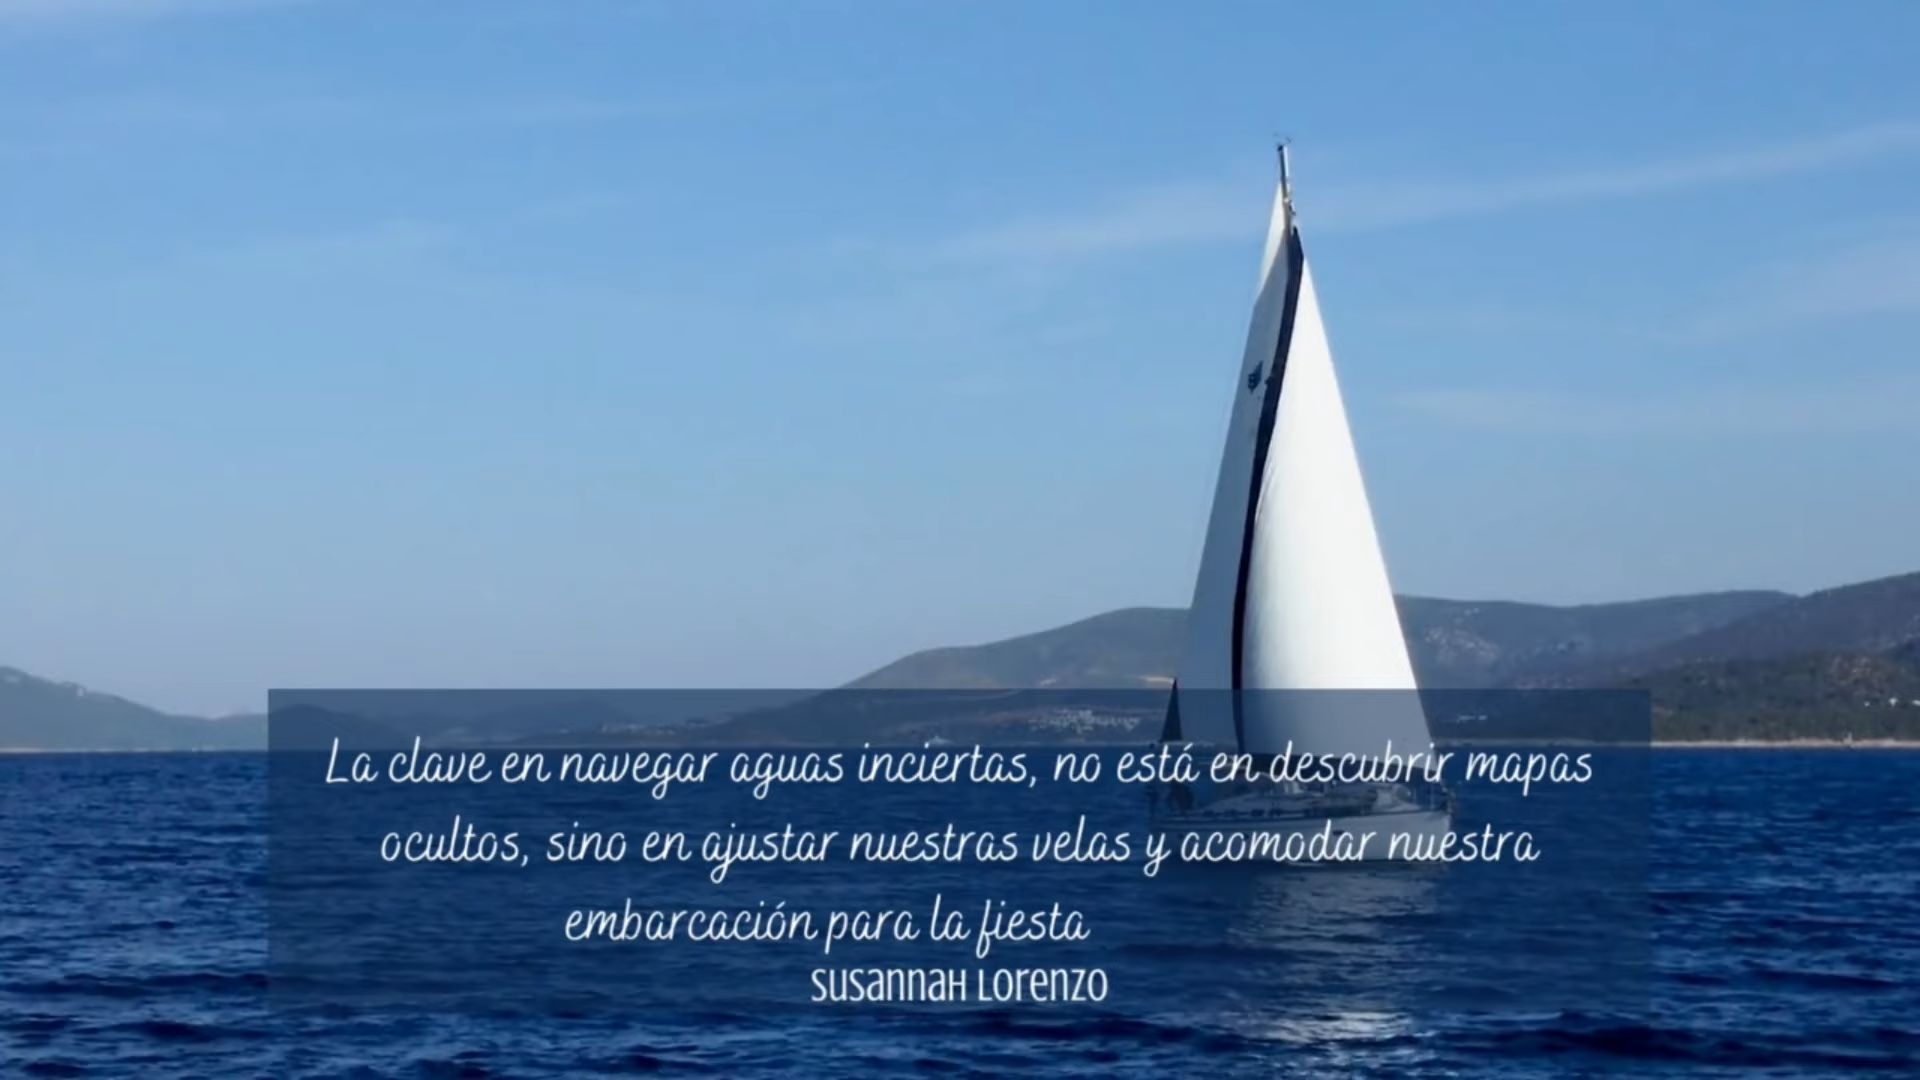 La clave en navegar aguas inciertas, no está en descubrir mapas
ocultos, sino en ajustar nuestras velas y acomodar nuestra
embarcación para la fiesta
Susannah Lorenzo